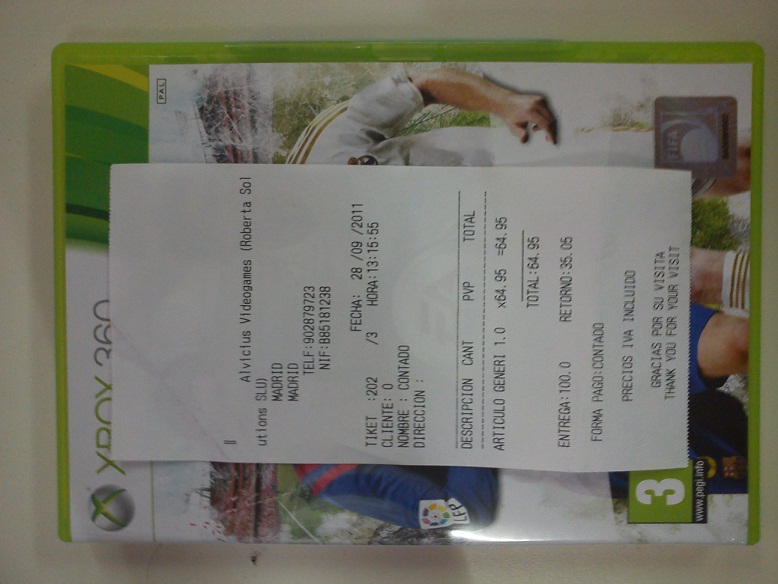 PAL
XBOX 360
FIFA
Alvicius Videogames (Roberta Sol
utions SLU)
MADRID
MADRID
TELF:902879723
NIF:B85181238
FECHA: 28 /09 /2011
TIKET :202 /3 HORA:13:15:55
CLIENTE: 0
NOMBRE : CONTADO
DIRECCION :
DESCRIPCION CANT PVP TOTAL
ARTICULO GENERI 1.0 x64.95 =64.95
TOTAL:64.95
ENTREGA:100.0 RETORNO:35.05
FORMA PAGO:CONTADO
PRECIOS IVA INCLUIDO
GRACIAS POR SU VISITA
THANK YOU FOR YOUR VISIT
LFP
3
www.pegi.info